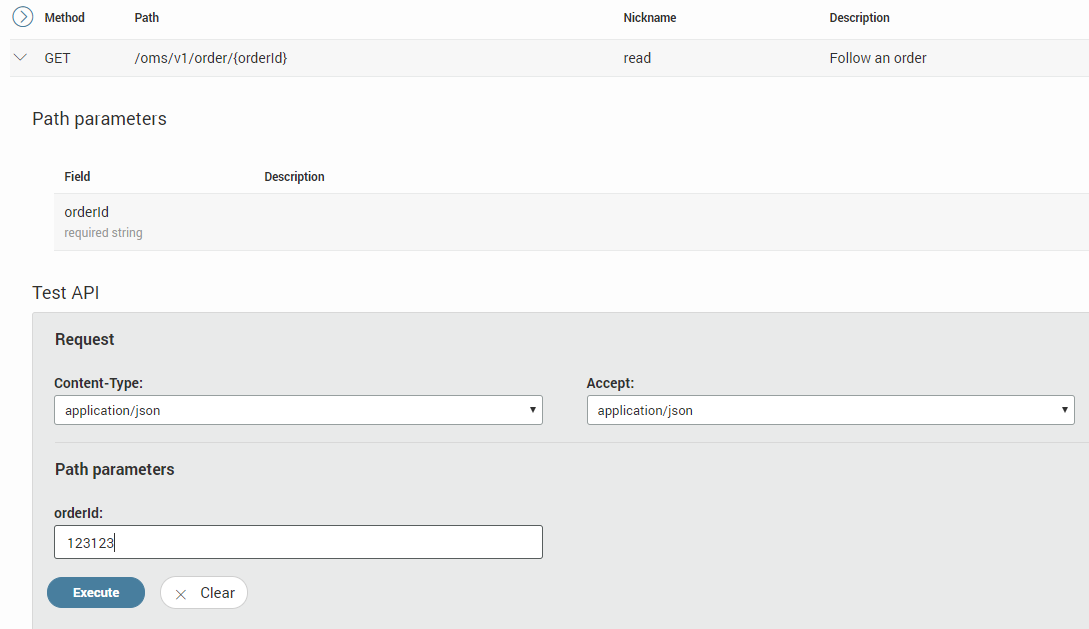 Method Path Nickname Description
GET /oms/v1/order/{orderId} read Follow an order
Path parameters
Field Description
orderId
required string
Test API
Request
Content-Type: Accept:
application/json application/json
Path parameters
orderId:
123123
Execute Clear